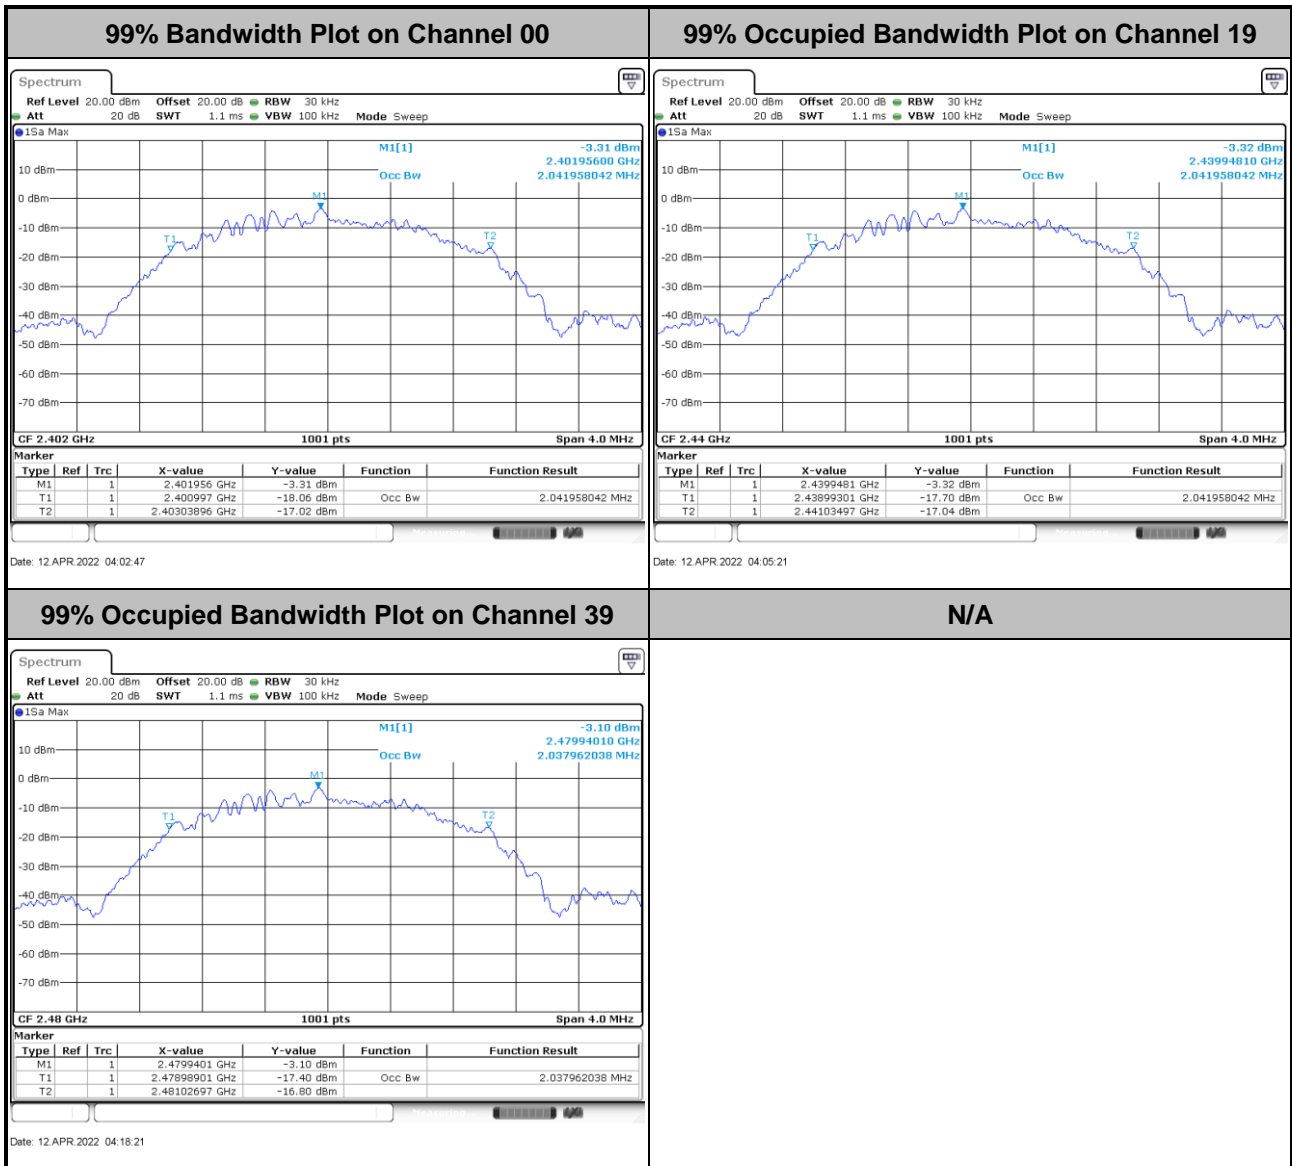 99% Bandwidth Plot on Channel 00
Spectrum
Ref Level 20.00 dBm Offset 20.00 dB RBW 30 kHz
Att 20 dB SWT 1.1 ms VBW 100 kHz Mode Sweep
1Sa Max
M1[1] -3.31 dBm
2.40195600 GHz
Occ Bw 2.041958042 MHz
10 dBm
0 dBm
M1
-10 dBm
T1
T2
-20 dBm
-30 dBm
-40 dBm
-50 dBm
-60 dBm
-70 dBm
CF 2.402 GHz 1001 pts Span 4.0 MHz
Marker
Type Ref Trc X-value Y-value Function Function Result
M1 1 2.401956 GHz -3.31 dBm
T1 1 2.400997 GHz -18.06 dBm Occ Bw 2.041958042 MHz
T2 1 2.40303896 GHz -17.02 dBm
Measuring
Date: 12.APR.2022 04:02:47
99% Occupied Bandwidth Plot on Channel 19
Spectrum
Ref Level 20.00 dBm Offset 20.00 dB RBW 30 kHz
Att 20 dB SWT 1.1 ms VBW 100 kHz Mode Sweep
1Sa Max
M1[1] -3.32 dBm
2.43994810 GHz
Occ Bw 2.041958042 MHz
10 dBm
0 dBm
M1
-10 dBm
T1
T2
-20 dBm
-30 dBm
-40 dBm
-50 dBm
-60 dBm
-70 dBm
CF 2.44 GHz 1001 pts Span 4.0 MHz
Marker
Type Ref Trc X-value Y-value Function Function Result
M1 1 2.4399481 GHz -3.32 dBm
T1 1 2.43899301 GHz -17.70 dBm Occ Bw 2.041958042 MHz
T2 1 2.44103497 GHz -17.04 dBm
Measuring
Date: 12.APR.2022 04:05:21
99% Occupied Bandwidth Plot on Channel 39
Spectrum
Ref Level 20.00 dBm Offset 20.00 dB RBW 30 kHz
Att 20 dB SWT 1.1 ms VBW 100 kHz Mode Sweep
1Sa Max
M1[1] -3.10 dBm
2.47994010 GHz
Occ Bw 2.037962038 MHz
10 dBm
0 dBm
M1
-10 dBm
T1
T2
-20 dBm
-30 dBm
-40 dBm
-50 dBm
-60 dBm
-70 dBm
CF 2.48 GHz 1001 pts Span 4.0 MHz
Marker
Type Ref Trc X-value Y-value Function Function Result
M1 1 2.4799401 GHz -3.10 dBm
T1 1 2.47898901 GHz -17.40 dBm Occ Bw 2.037962038 MHz
T2 1 2.48102697 GHz -16.80 dBm
Measuring
Date: 12.APR.2022 04:18:21
N/A